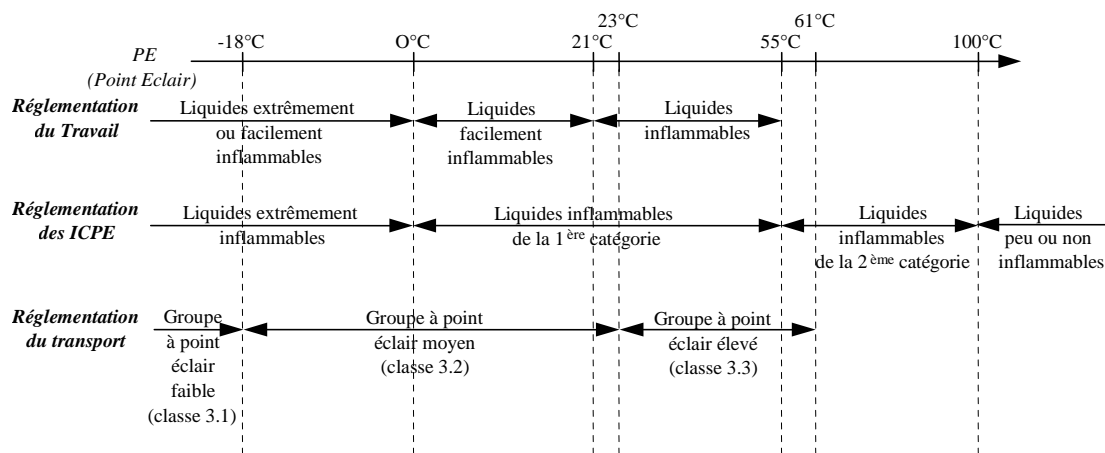 23°C 61°C
-18°C O°C 21°C 55°C 100°C
PE
(Point Eclair)
Réglementation
du Travail
Liquides extrêmement
ou facilement
inflammables
Liquides
facilement
inflammables
Liquides
inflammables
Réglementation
des ICPE
Liquides extrêmement
inflammables
Liquides inflammables
de la 1ère catégorie
Liquides
inflammables
de la 2ème catégorie
Liquides
peu ou non
inflammables
Réglementation
du transport
Groupe
à point
éclair
faible
(classe 3.1)
Groupe à point
éclair moyen
(classe 3.2)
Groupe à point
éclair élevé
(classe 3.3)